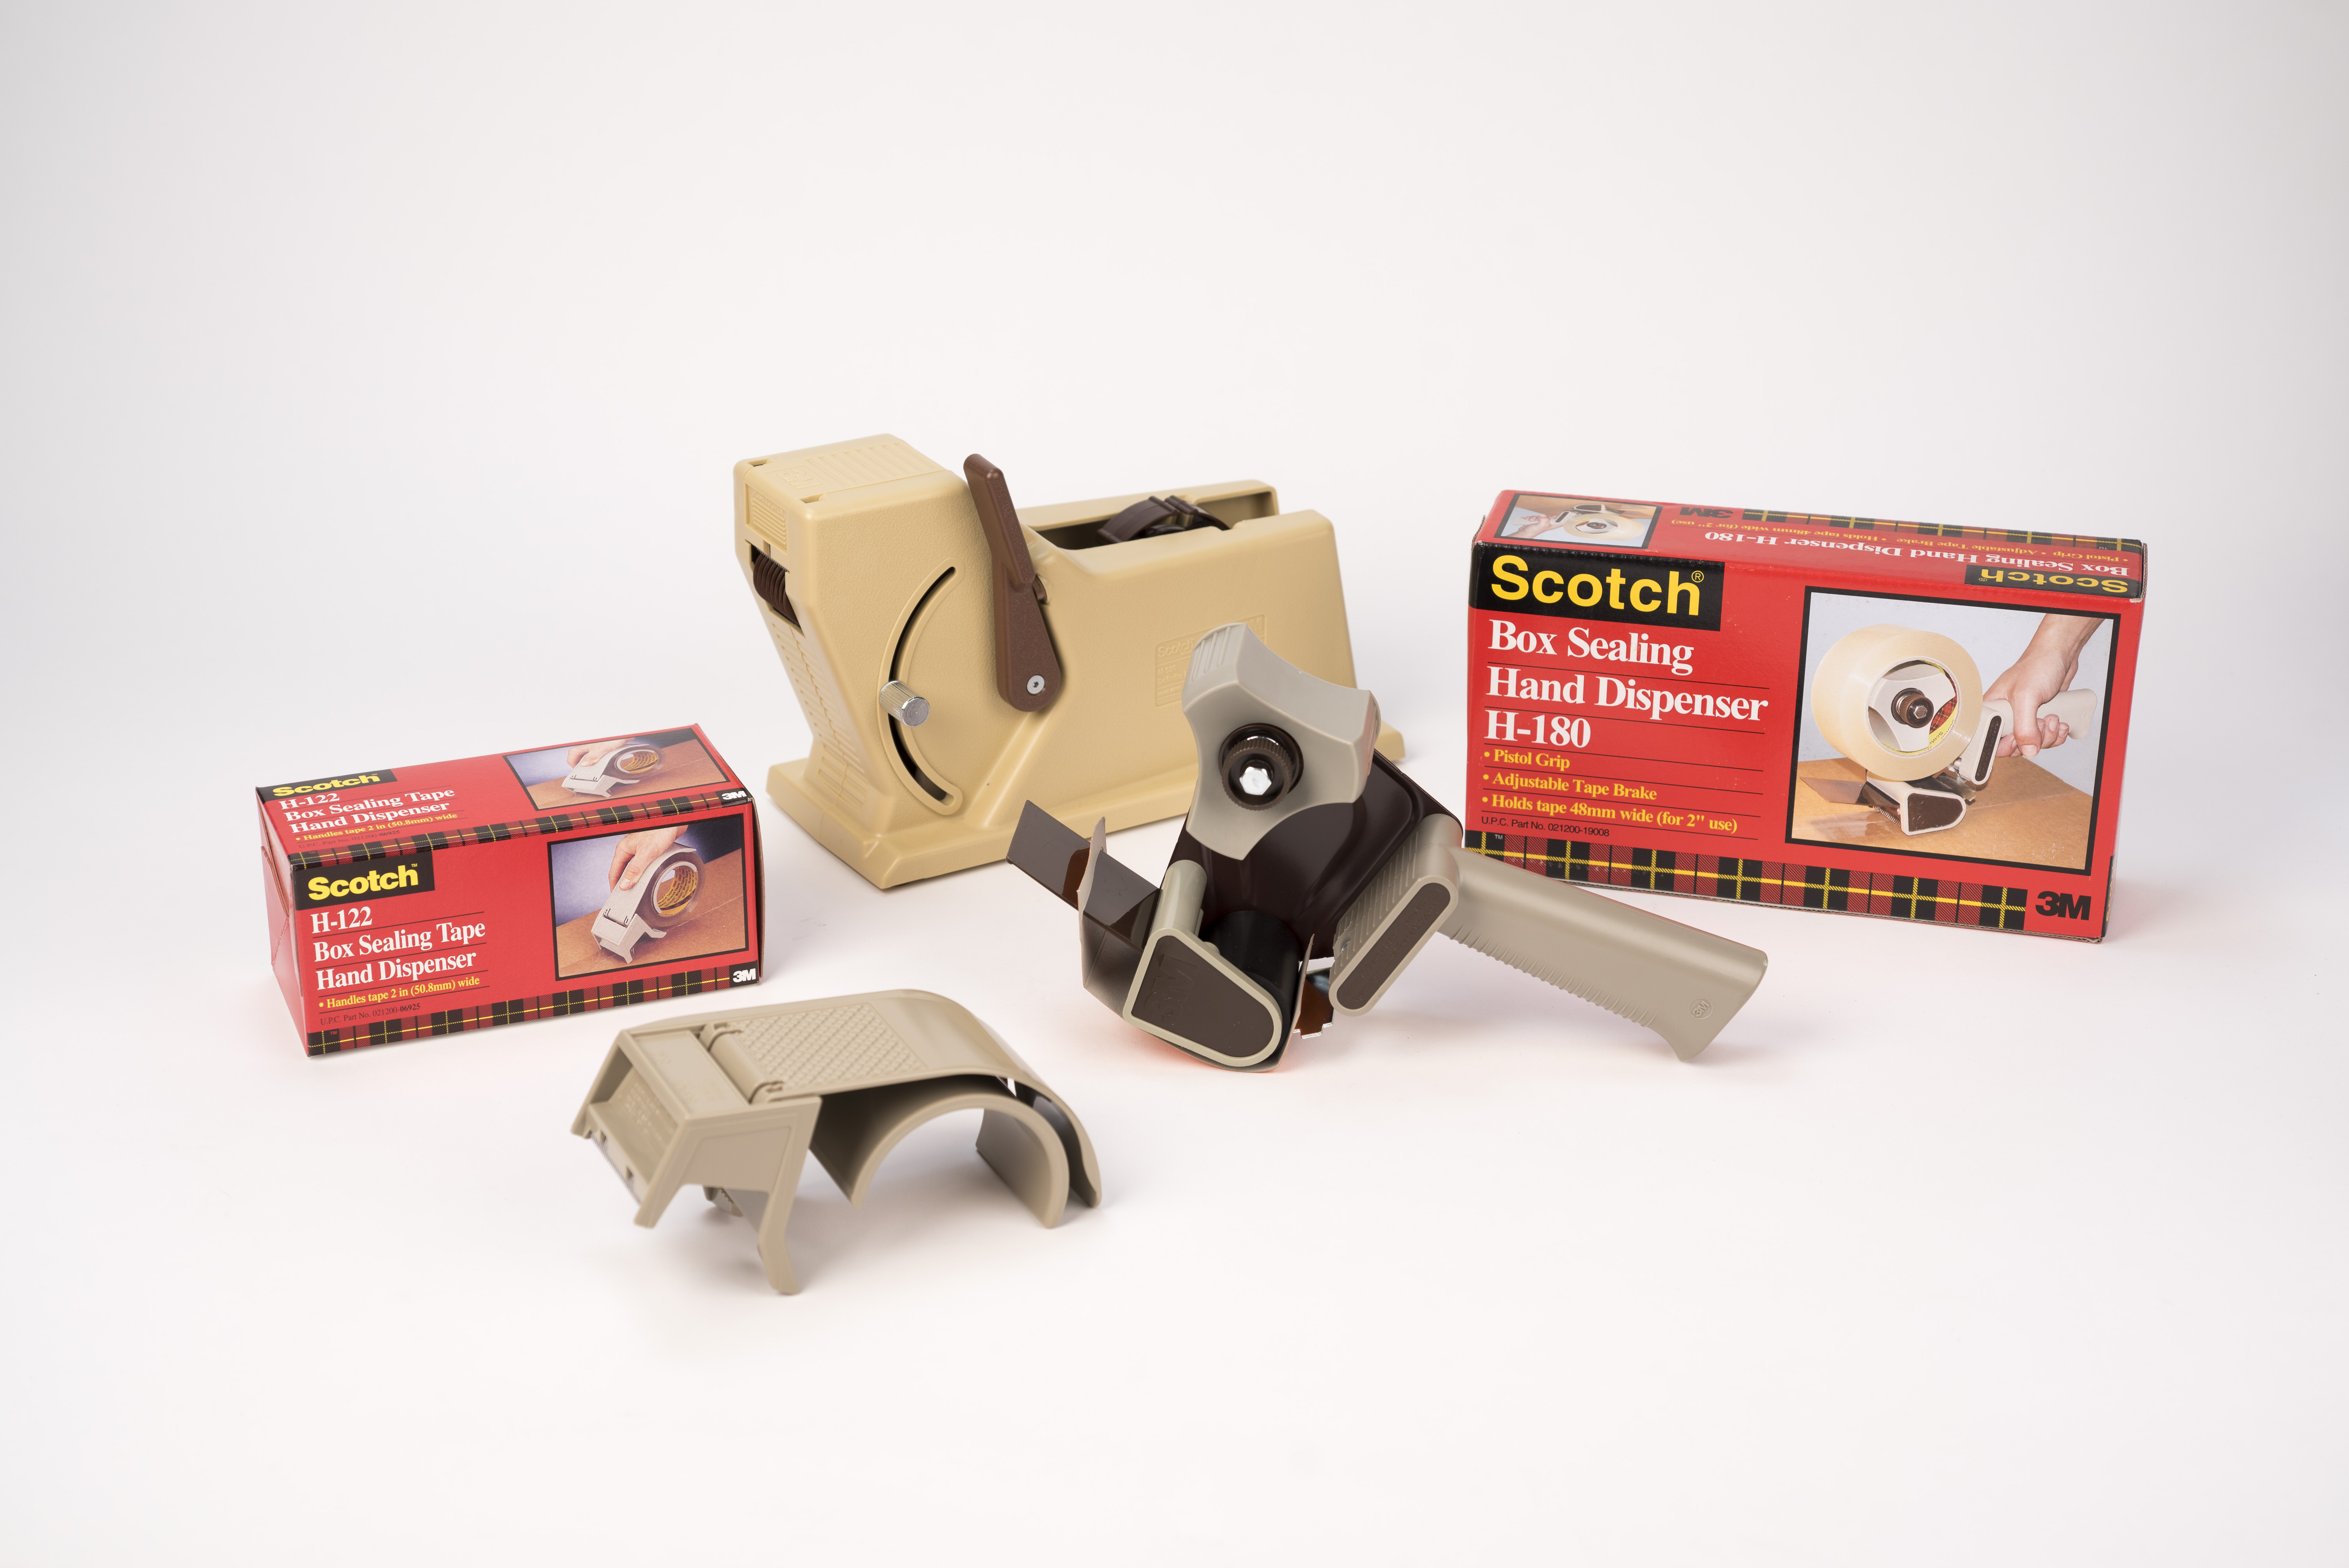 Scotch
H-122
Box Sealing Tape
Hand Dispenser
• Handles tape 2 in (50.8mm) wide
3M
Scotch™
H-122
Box Sealing Tape
Hand Dispenser
• Handles tape 2 in (50.8mm) wide
U.P.C. Part No. 021200-06925
3M
3M
Scotch®
Box Sealing Hand Dispenser H-180
• Pistol Grip • Adjustable Tape Brake • Holds tape 48mm wide (for 2" use)
Scotch®
Box Sealing
Hand Dispenser
H-180
• Pistol Grip
• Adjustable Tape Brake
• Holds tape 48mm wide (for 2" use)
U.P.C. Part No. 021200-19008
™
3M
3M